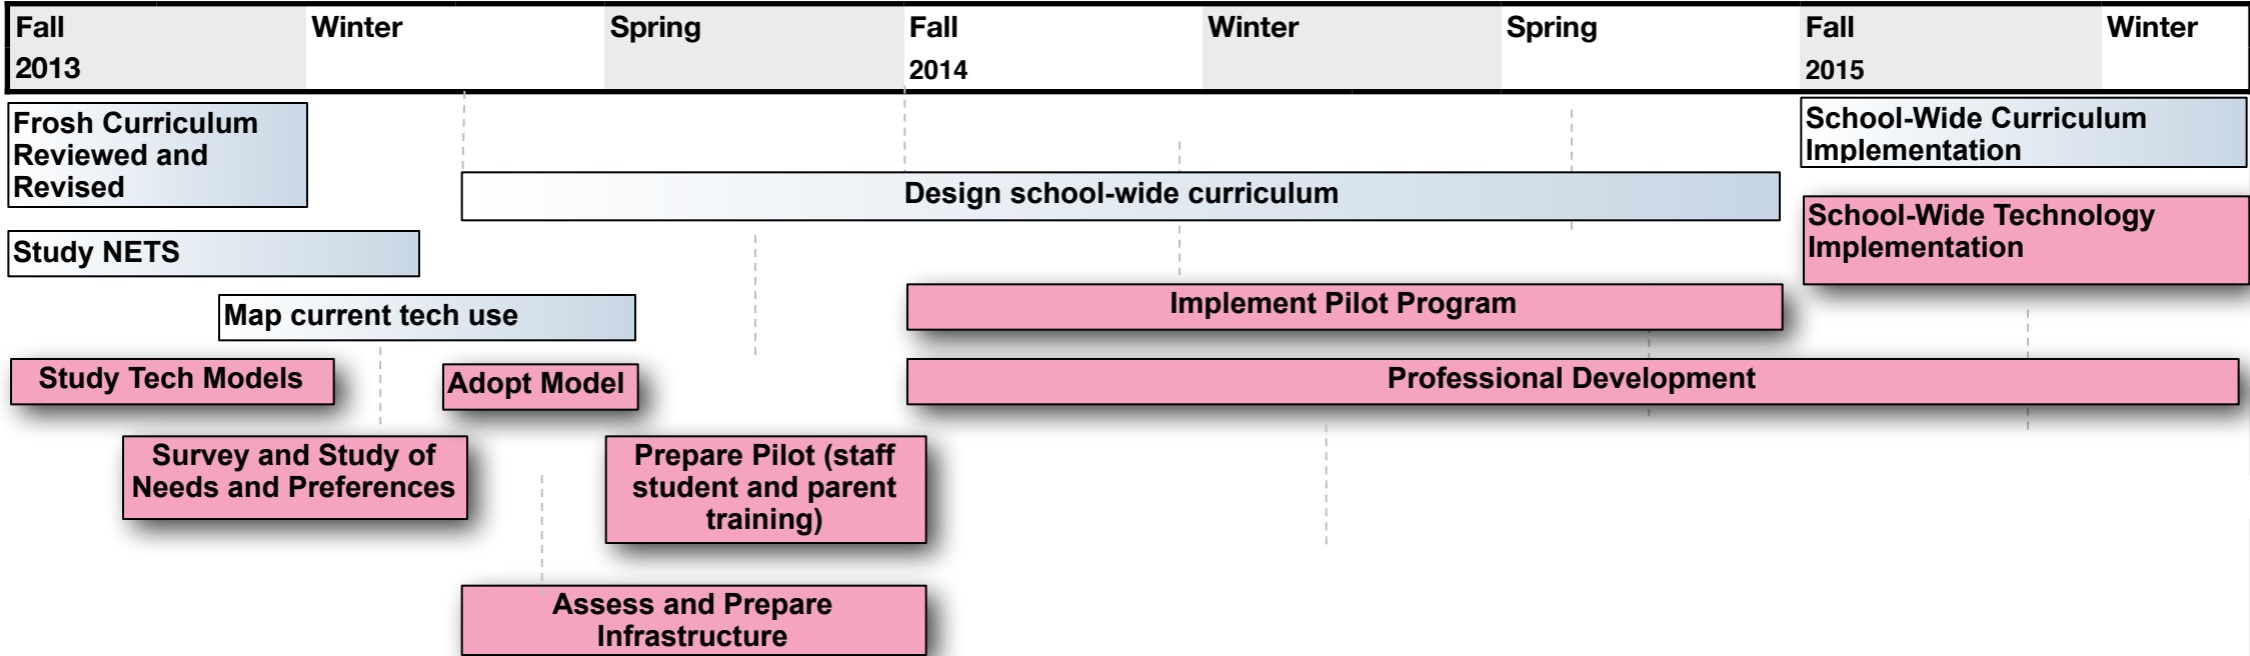 Fall Winter Spring Fall Winter Spring Fall Winter
2013 2014 2015
Frosh Curriculum
Reviewed and
Revised
School-Wide Curriculum
Implementation
Design school-wide curriculum
School-Wide Technology
Implementation
Study NETS
Map current tech use
Implement Pilot Program
Study Tech Models
Adopt Model
Professional Development
Survey and Study of
Needs and Preferences
Prepare Pilot (staff
student and parent
training)
Assess and Prepare
Infrastructure